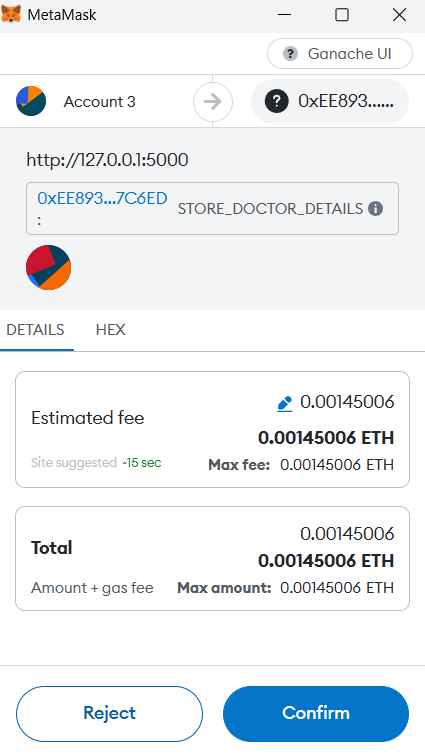 MetaMask
Ganache UI
Account 3
0xEE893......
http://127.0.0.1:5000
0xEE893...7C6ED
:
STORE_DOCTOR_DETAILS
DETAILS
HEX
Estimated fee
0.00145006
0.00145006 ETH
Site suggested ~15 sec
Max fee: 0.00145006 ETH
Total
0.00145006
0.00145006 ETH
Amount + gas fee
Max amount: 0.00145006 ETH
Reject
Confirm